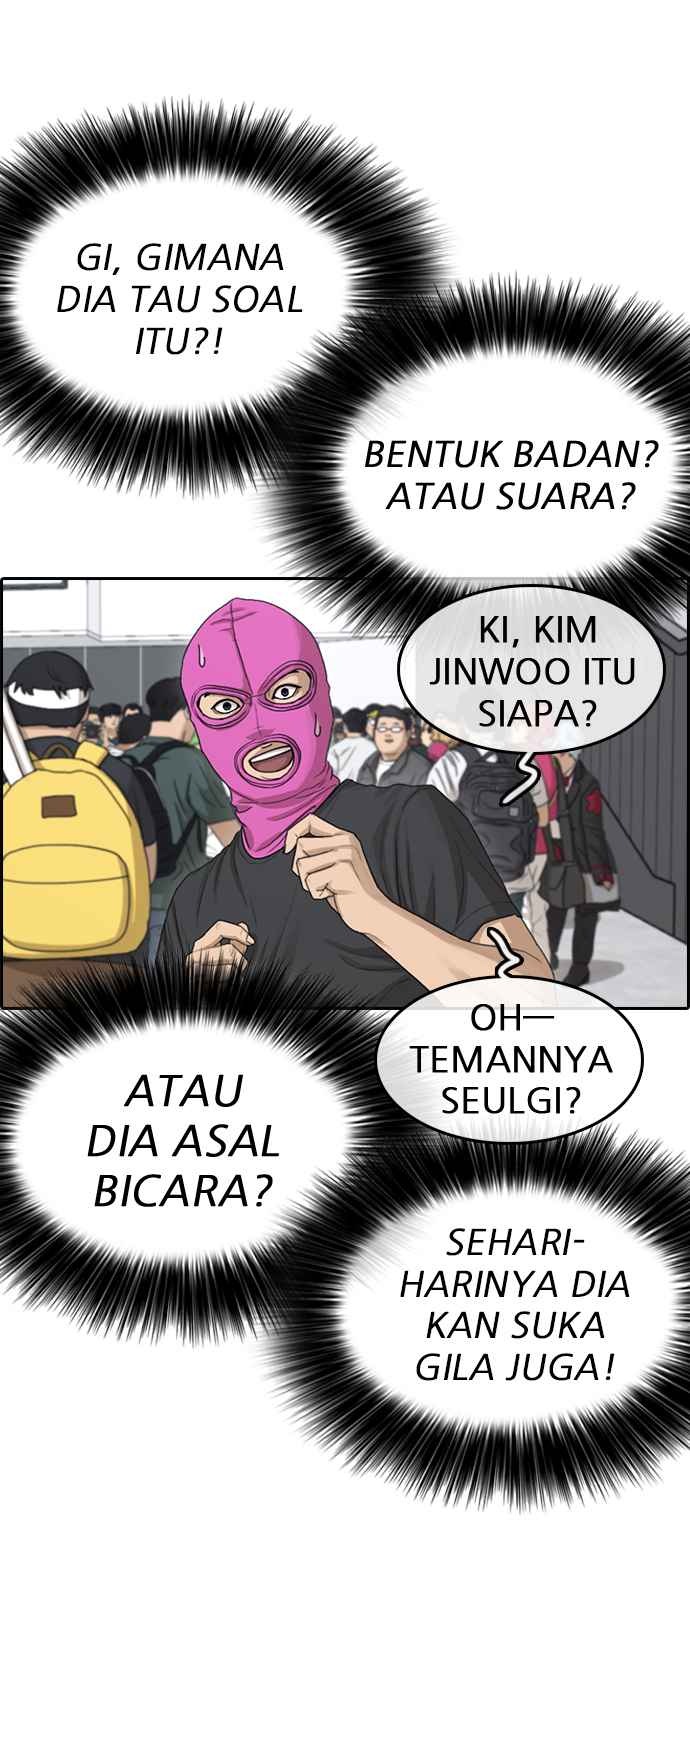 GI, GIMANA
DIA TAU SOAL
ITU?!
BENTUK BADAN?
ATAU SUARA?
KI, KIM
JINWOO ITU
SIAPA?
OH—
TEMANNYA
SEULGI?
ATAU
DIA ASAL
BICARA?
SEHARI-
HARINYA DIA
KAN SUKA
GILA JUGA!